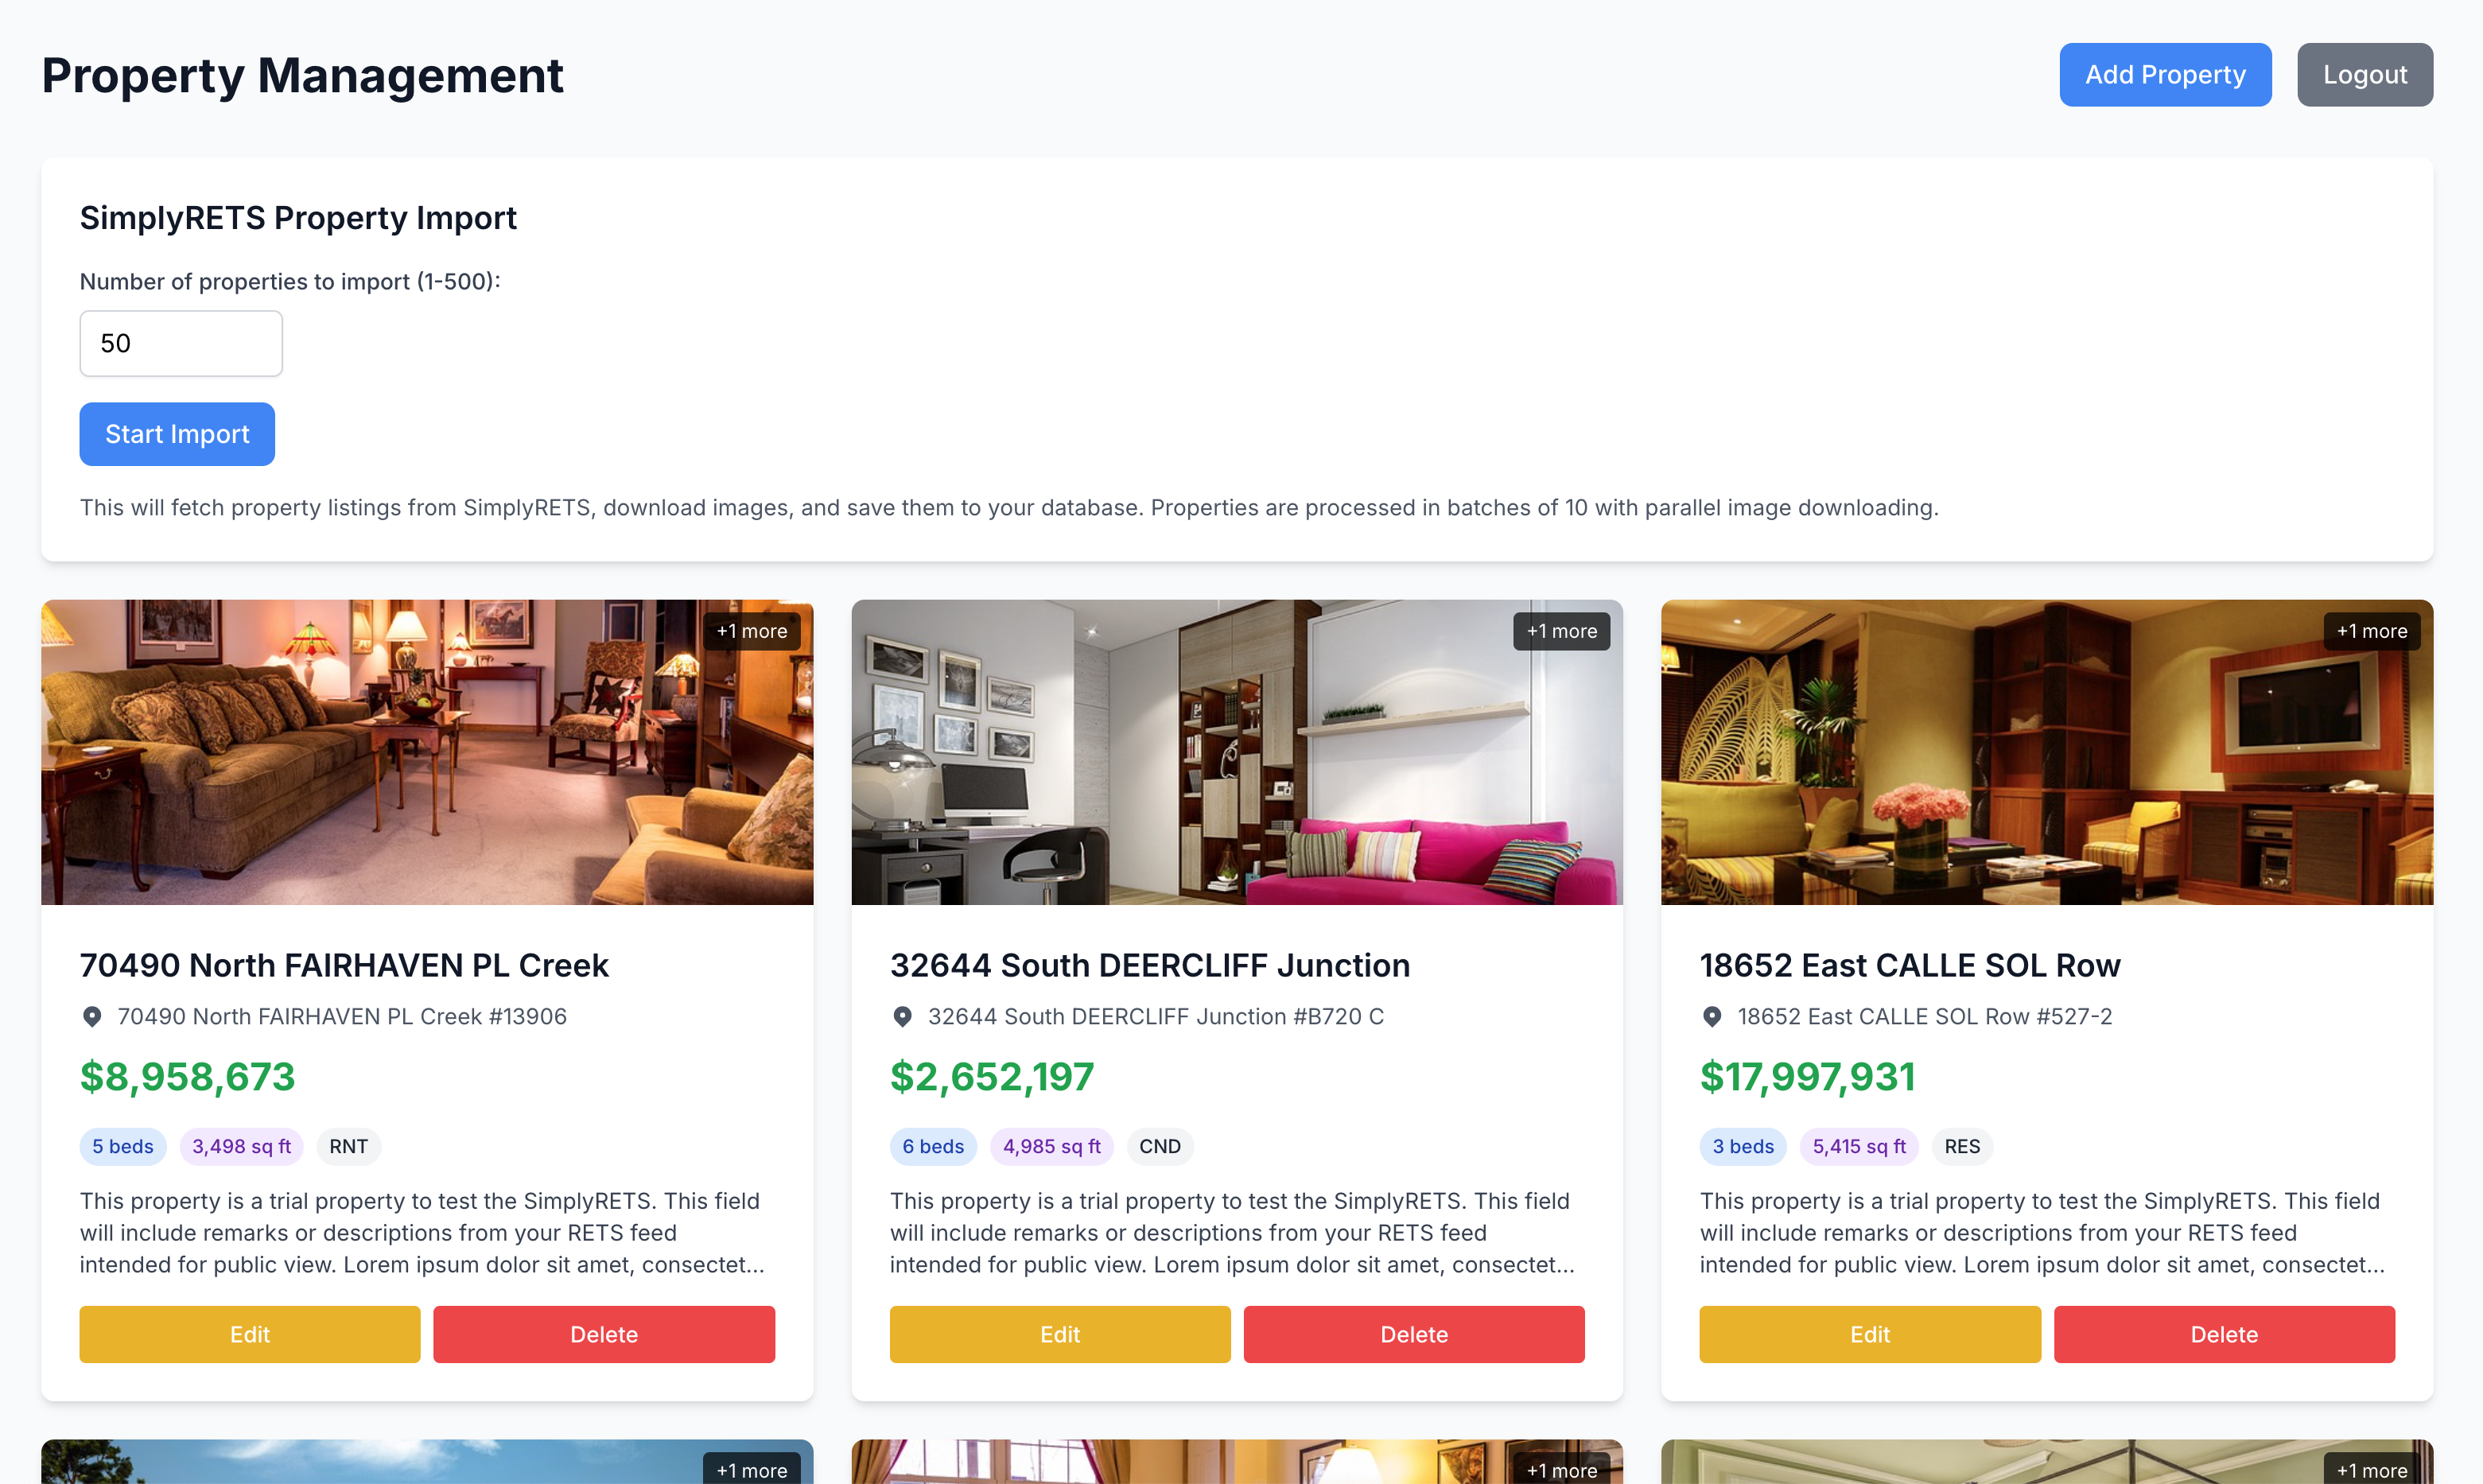 Property Management
Add Property
Logout
SimplyRETS Property Import
Number of properties to import (1-500):
50
Start Import
This will fetch property listings from SimplyRETS, download images, and save them to your database. Properties are processed in batches of 10 with parallel image downloading.
+1 more
70490 North FAIRHAVEN PL Creek
70490 North FAIRHAVEN PL Creek #13906
$8,958,673
5 beds
3,498 sq ft
RNT
This property is a trial property to test the SimplyRETS. This field
will include remarks or descriptions from your RETS feed
intended for public view. Lorem ipsum dolor sit amet, consectet...
Edit
Delete
+1 more
32644 South DEERCLIFF Junction
32644 South DEERCLIFF Junction #B720 C
$2,652,197
6 beds
4,985 sq ft
CND
This property is a trial property to test the SimplyRETS. This field
will include remarks or descriptions from your RETS feed
intended for public view. Lorem ipsum dolor sit amet, consectet...
Edit
Delete
+1 more
18652 East CALLE SOL Row
18652 East CALLE SOL Row #527-2
$17,997,931
3 beds
5,415 sq ft
RES
This property is a trial property to test the SimplyRETS. This field
will include remarks or descriptions from your RETS feed
intended for public view. Lorem ipsum dolor sit amet, consectet...
Edit
Delete
+1 more
+1 more
+1 more